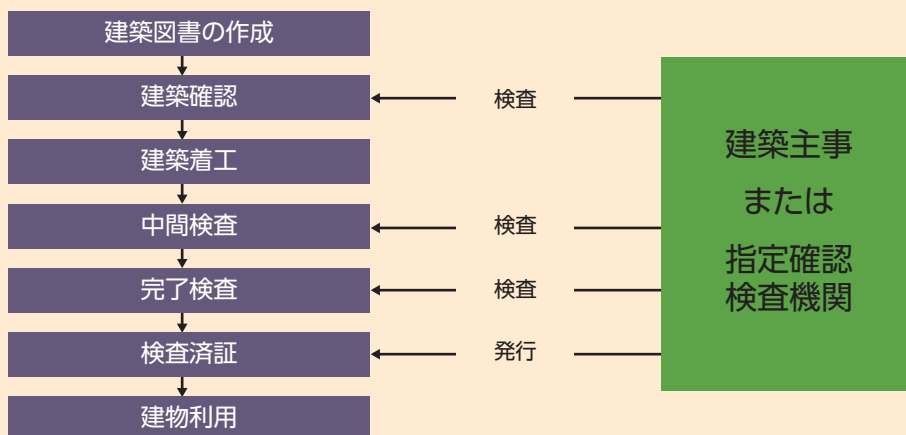 建築図書の作成
建築確認
検査
建築着工
中間検査
検査
完了検査
検査
検査済証
発行
建物利用
建築主事
または
指定確認
検査機関